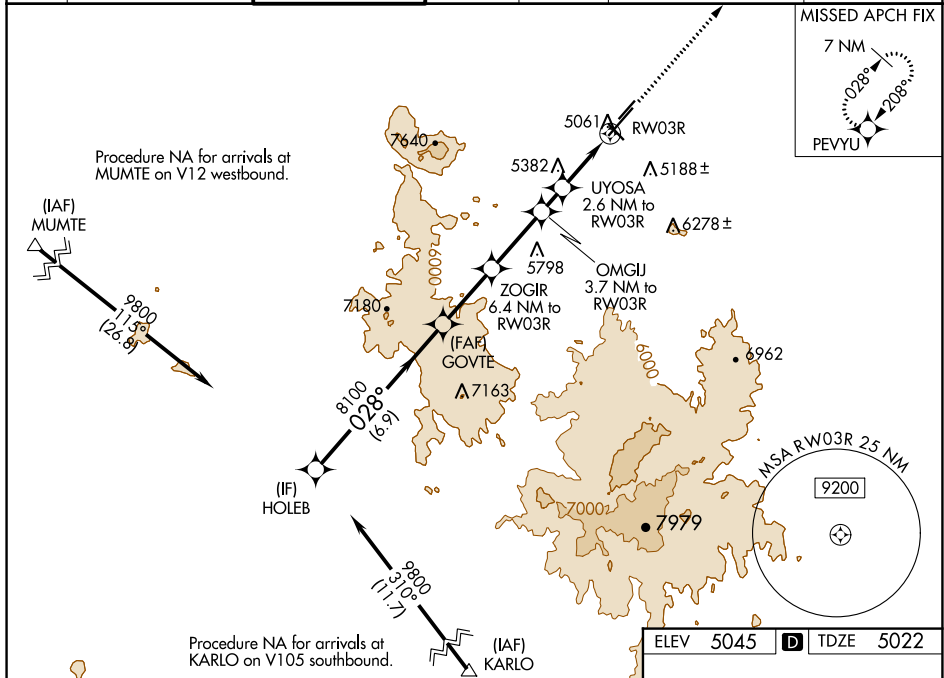 MISSED APCH FIX
7 NM
028°
208°
PEVYU
5061
RW03R
7640
Procedure NA for arrivals at
MUMTE on V12 westbound.
5382
5188±
UYOSA
2.6 NM to
RW03R
(IAF)
MUMTE
6278±
6000
5798
OMGIJ
3.7 NM to
RW03R
ZOGIR
6.4 NM to
RW03R
9800
115°
(26.8)
7180
(FAF)
GOVTE
6000
6962
7163
8100
028°
(6.9)
MSA RW03R 25 NM
9200
(IF)
HOLEB
7000
7979
9800
310°
(11.7)
Procedure NA for arrivals at
KARLO on V105 southbound.
(IAF)
KARLO
ELEV 5045 D TDZE 5022